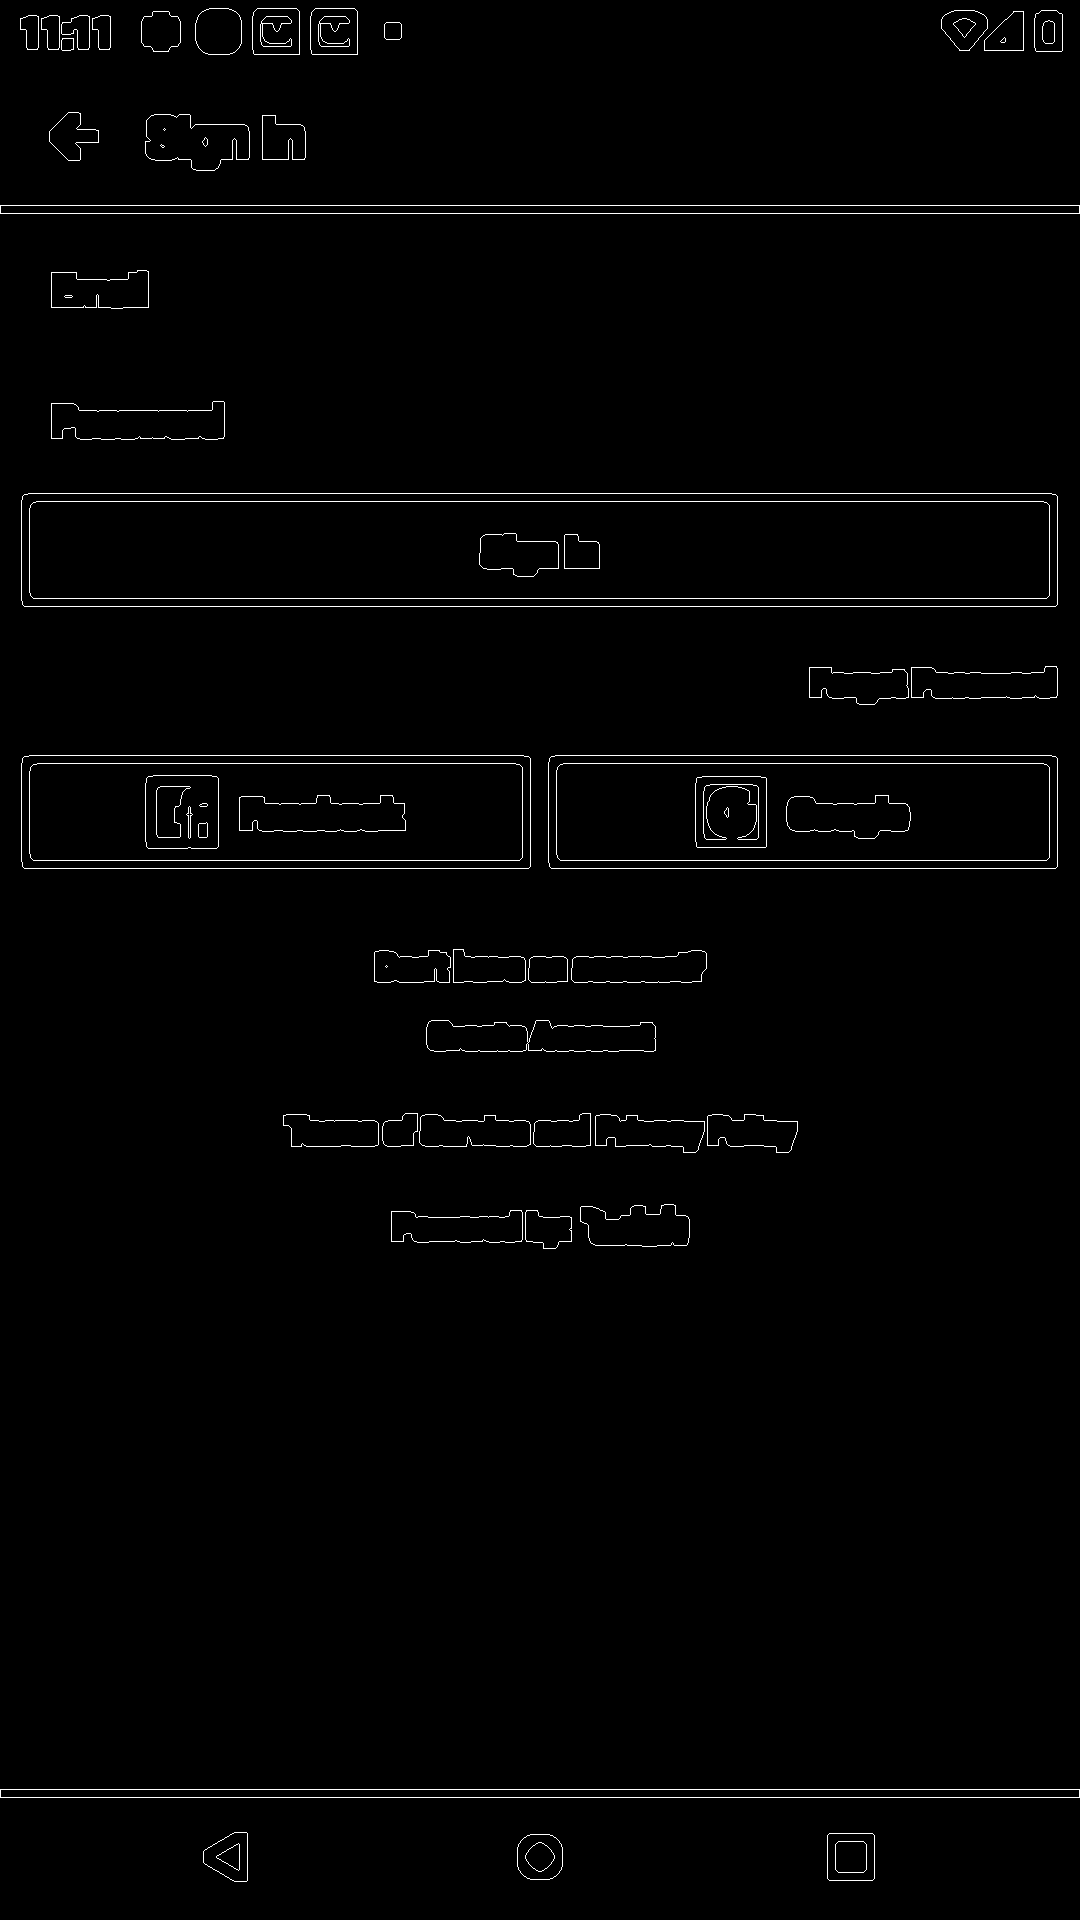 11:11
Sign in
Email
Password
Sign in
Forgot Password
Facebook
Google
Don't have an account?
Create Account
Terms of Service and Privacy Policy
Powered by